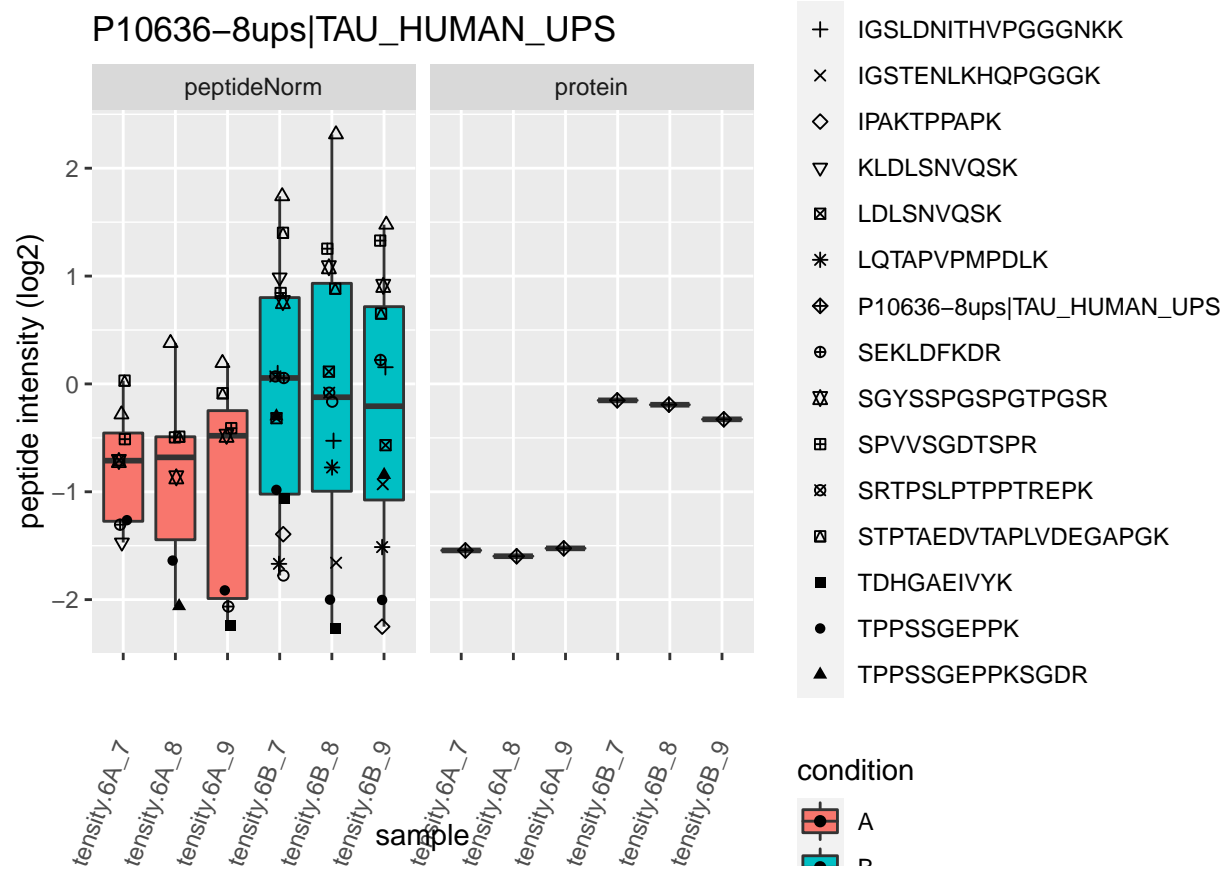 P10636−8ups|TAU_HUMAN_UPS
peptideNorm
protein
peptide intensity (log2)
2
1
0
−1
−2
tensity.6A_7
tensity.6A_8
tensity.6A_9
tensity.6B_7
tensity.6B_8
tensity.6B_9
tensity.6A_7
tensity.6A_8
tensity.6A_9
tensity.6B_7
tensity.6B_8
tensity.6B_9
sample
IGSLDNITHVPGGGNKK
IGSTENLKHQPGGGK
IPAKTPPAPK
KLDLSNVQSK
LDLSNVQSK
LQTAPVPMPDLK
P10636−8ups|TAU_HUMAN_UPS
SEKLDFKDR
SGYSSPGSPGTPGSR
SPVVSGDTSPR
SRTPSLPTPPTREPK
STPTAEDVTAPLVDEGAPGK
TDHGAEIVYK
TPPSSGEPPK
TPPSSGEPPKSGDR
condition
A
B